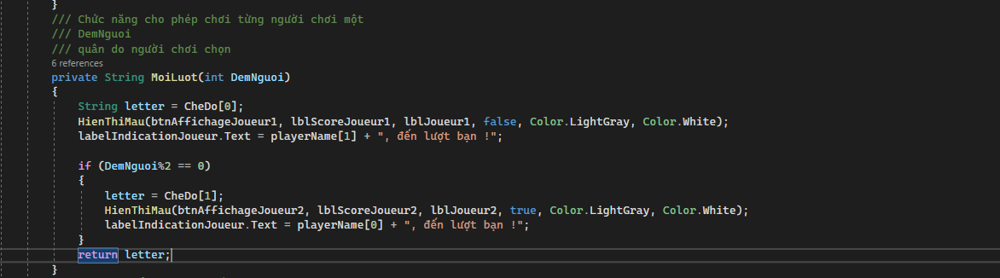 }
/// Chức năng cho phép chơi từng người chơi một
/// DemNguoi
/// quân do người chơi chọn
6 references
private String MoiLuot(int DemNguoi)
{
String letter = CheDo[0];
HienThiMau(btnAffichageJoueur1, lblScoreJoueur1, lblJoueur1, false, Color.LightGray, Color.White);
labelIndicationJoueur.Text = playerName[1] + ", đến lượt bạn !";
if (DemNguoi%2 == 0)
{
letter = CheDo[1];
HienThiMau(btnAffichageJoueur2, lblScoreJoueur2, lblJoueur2, true, Color.LightGray, Color.White);
labelIndicationJoueur.Text = playerName[0] + ", đến lượt bạn !";
}
return letter;
}